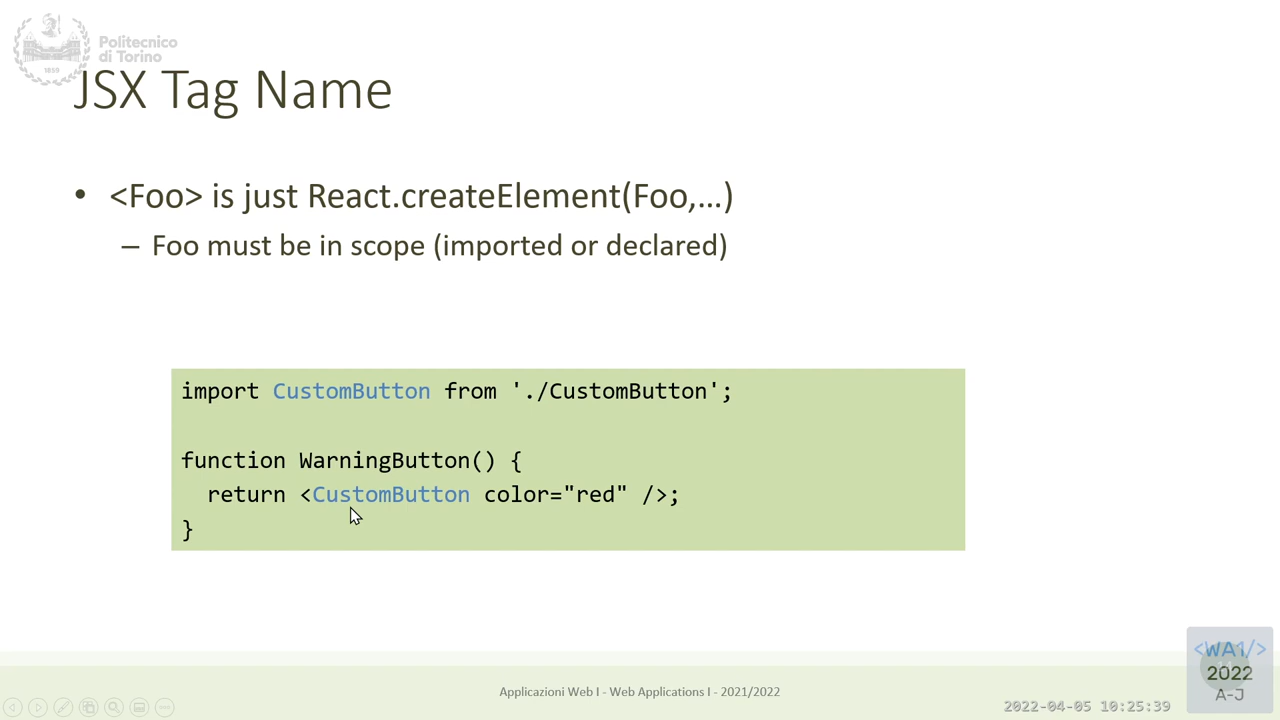 Politecnico
di Torino
1859
JSX Tag Name
• <Foo> is just React.createElement(Foo,…)
– Foo must be in scope (imported or declared)
import CustomButton from './CustomButton';
function WarningButton() {
return <CustomButton color="red" />;
}
Applicazioni Web I - Web Applications I - 2021/2022
<WA1/>
2022
A-J
2022-04-05 10:25:39